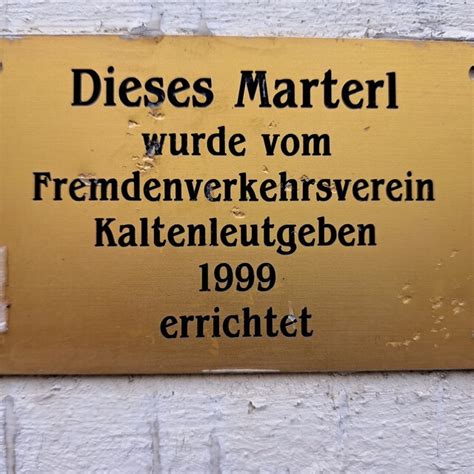 Dieses Marterl
wurde vom
Fremdenverkehrsverein
Kaltenleutgeben
1999
errichtet